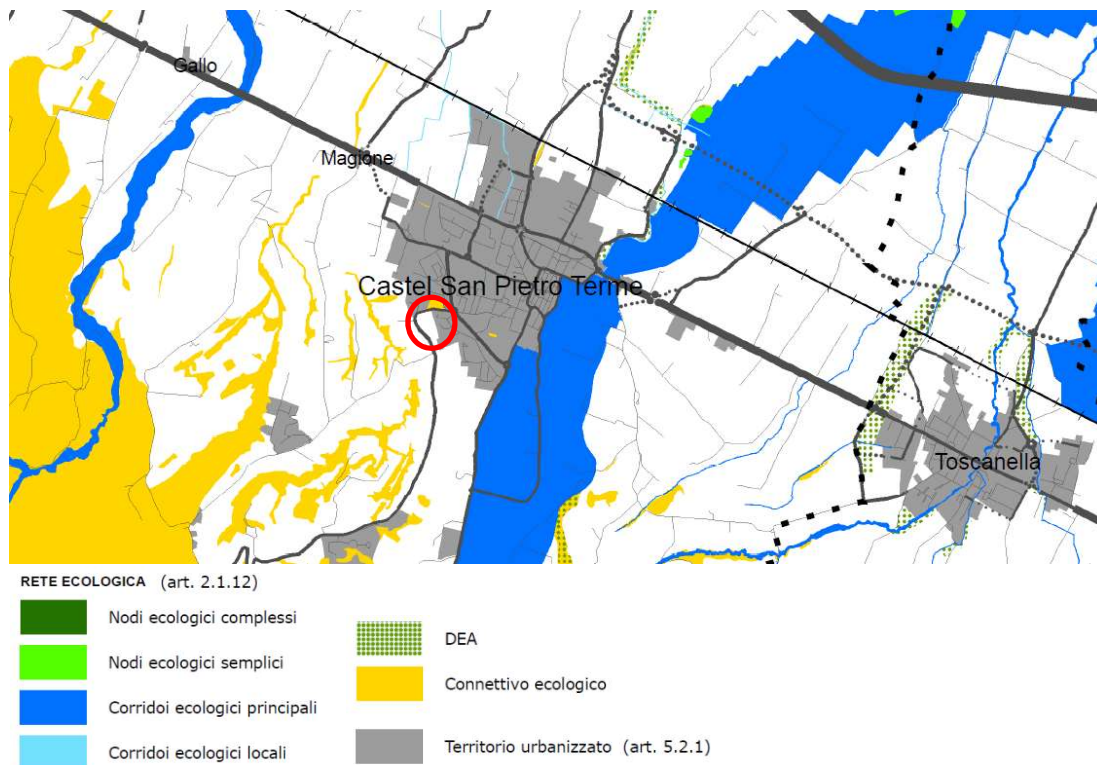 Gallo
Magione
Castel San Pietro Terme
Toscanella
RETE ECOLOGICA (art. 2.1.12)
Nodi ecologici complessi
Nodi ecologici semplici
Corridoi ecologici principali
Corridoi ecologici locali
DEA
Connettivo ecologico
Territorio urbanizzato (art. 5.2.1)